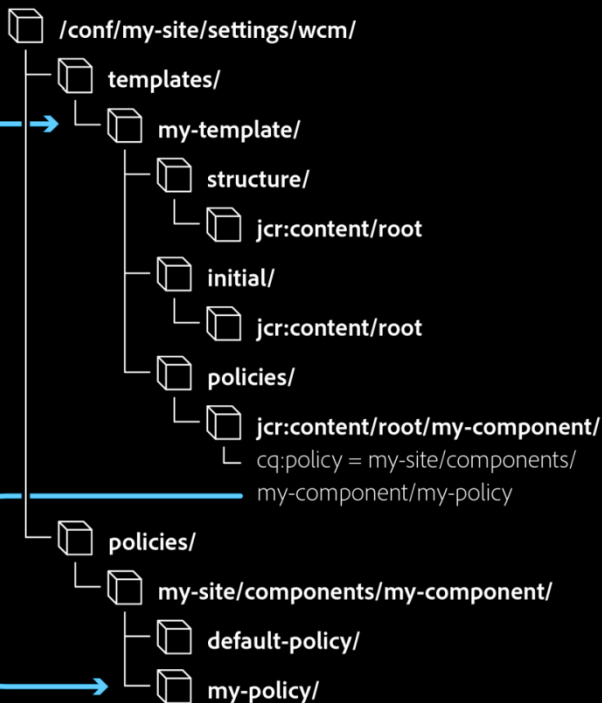 /conf/my-site/settings/wcm/
templates/
my-template/
structure/
jcr:content/root
initial/
jcr:content/root
policies/
jcr:content/root/my-component/
cq:policy = my-site/components/
my-component/my-policy
policies/
my-site/components/my-component/
default-policy/
my-policy/